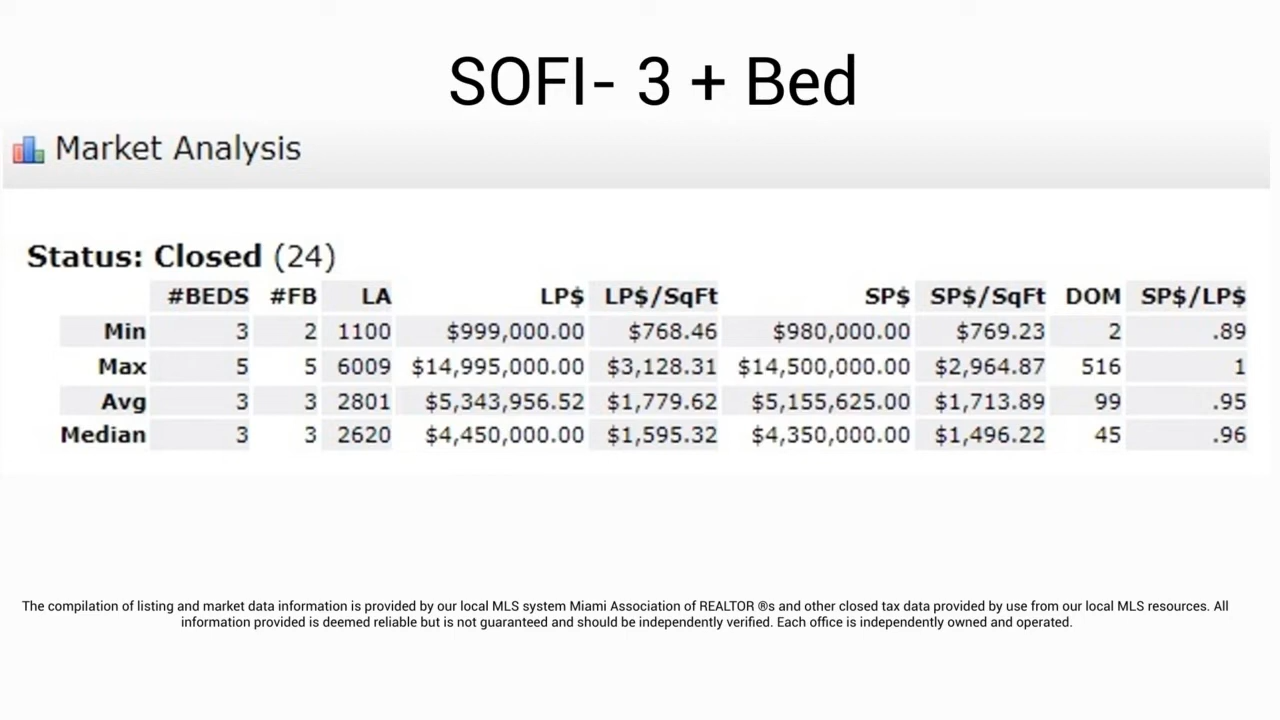 SOFI- 3 + Bed
Market Analysis
Status: Closed (24)
#BEDS #FB LA LP$ LP$/SqFt SP$ SP$/SqFt DOM SP$/LP$
Min 3 2 1100 $999,000.00 $768.46 $980,000.00 $769.23 2 .89
Max 5 5 6009 $14,995,000.00 $3,128.31 $14,500,000.00 $2,964.87 516 1
Avg 3 3 2801 $5,343,956.52 $1,779.62 $5,155,625.00 $1,713.89 99 .95
Median 3 3 2620 $4,450,000.00 $1,595.32 $4,350,000.00 $1,496.22 45 .96
The compilation of listing and market data information is provided by our local MLS system Miami Association of REALTOR ®s and other closed tax data provided by use from our local MLS resources. All
information provided is deemed reliable but is not guaranteed and should be independently verified. Each office is independently owned and operated.